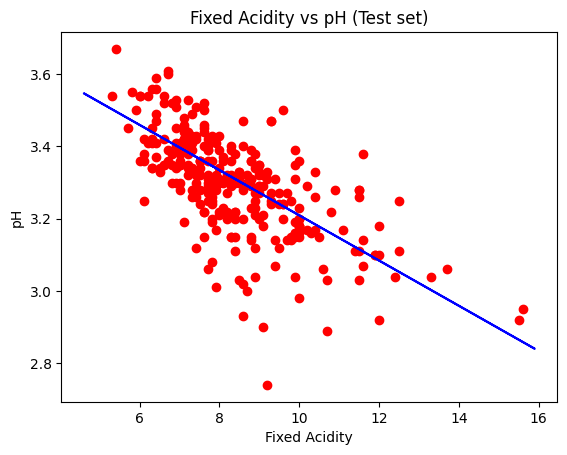 Fixed Acidity vs pH (Test set)
3.6
3.4
3.2
3.0
2.8
pH
6 8 10 12 14 16
Fixed Acidity